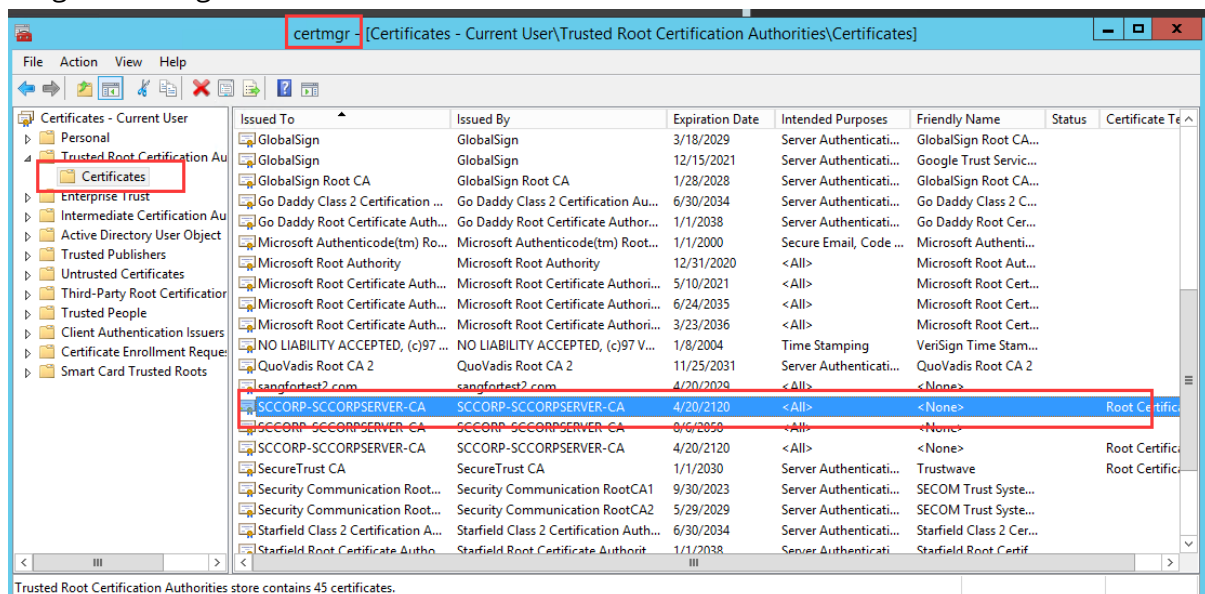 certmgr - [Certificates - Current User\Trusted Root Certification Authorities\Certificates]
File Action View Help
Certificates - Current User
Personal
Trusted Root Certification Au
Certificates
Enterprise Trust
Intermediate Certification Au
Active Directory User Object
Trusted Publishers
Untrusted Certificates
Third-Party Root Certification
Trusted People
Client Authentication Issuers
Certificate Enrollment Reques
Smart Card Trusted Roots
Issued To Issued By Expiration Date Intended Purposes Friendly Name Status Certificate Te
GlobalSign GlobalSign 3/18/2029 Server Authenticati... GlobalSign Root CA...
GlobalSign GlobalSign 12/15/2021 Server Authenticati... Google Trust Servic...
GlobalSign Root CA GlobalSign Root CA 1/28/2028 Server Authenticati... GlobalSign Root CA...
Go Daddy Class 2 Certification ... Go Daddy Class 2 Certification Au... 6/30/2034 Server Authenticati... Go Daddy Class 2 C...
Go Daddy Root Certificate Auth... Go Daddy Root Certificate Author... 1/1/2038 Server Authenticati... Go Daddy Root Cer...
Microsoft Authenticode(tm) Ro... Microsoft Authenticode(tm) Root... 1/1/2000 Secure Email, Code ... Microsoft Authenti...
Microsoft Root Authority Microsoft Root Authority 12/31/2020 <All> Microsoft Root Aut...
Microsoft Root Certificate Auth... Microsoft Root Certificate Authori... 5/10/2021 <All> Microsoft Root Cert...
Microsoft Root Certificate Auth... Microsoft Root Certificate Authori... 6/24/2035 <All> Microsoft Root Cert...
Microsoft Root Certificate Auth... Microsoft Root Certificate Authori... 3/23/2036 <All> Microsoft Root Cert...
NO LIABILITY ACCEPTED, (c)97 ... NO LIABILITY ACCEPTED, (c)97 V... 1/8/2004 Time Stamping VeriSign Time Stam...
QuoVadis Root CA 2 QuoVadis Root CA 2 11/25/2031 Server Authenticati... QuoVadis Root CA 2
sangfortest2.com sangfortest2.com 4/20/2029 <All> <None>
SCCORP-SCCORPSERVER-CA SCCORP-SCCORPSERVER-CA 4/20/2120 <All> <None> Root Certifica
SCCORP-SCCORPSERVER-CA SCCORP-SCCORPSERVER-CA <All> <None>
SCCORP-SCCORPSERVER-CA SCCORP-SCCORPSERVER-CA 4/20/2120 <All> <None> Root Certifica
SecureTrust CA SecureTrust CA 1/1/2030 Server Authenticati... Trustwave Root Certifica
Security Communication Root... Security Communication RootCA1 9/30/2023 Server Authenticati... SECOM Trust Syste...
Security Communication Root... Security Communication RootCA2 5/29/2029 Server Authenticati... SECOM Trust Syste...
Starfield Class 2 Certification A... Starfield Class 2 Certification Auth... 6/30/2034 Server Authenticati... Starfield Class 2 Cer...
Starfield Root Certificate Autho Starfield Root Certificate Authorit 1/1/2038 Server Authenticati Starfield Root Certif
Trusted Root Certification Authorities store contains 45 certificates.